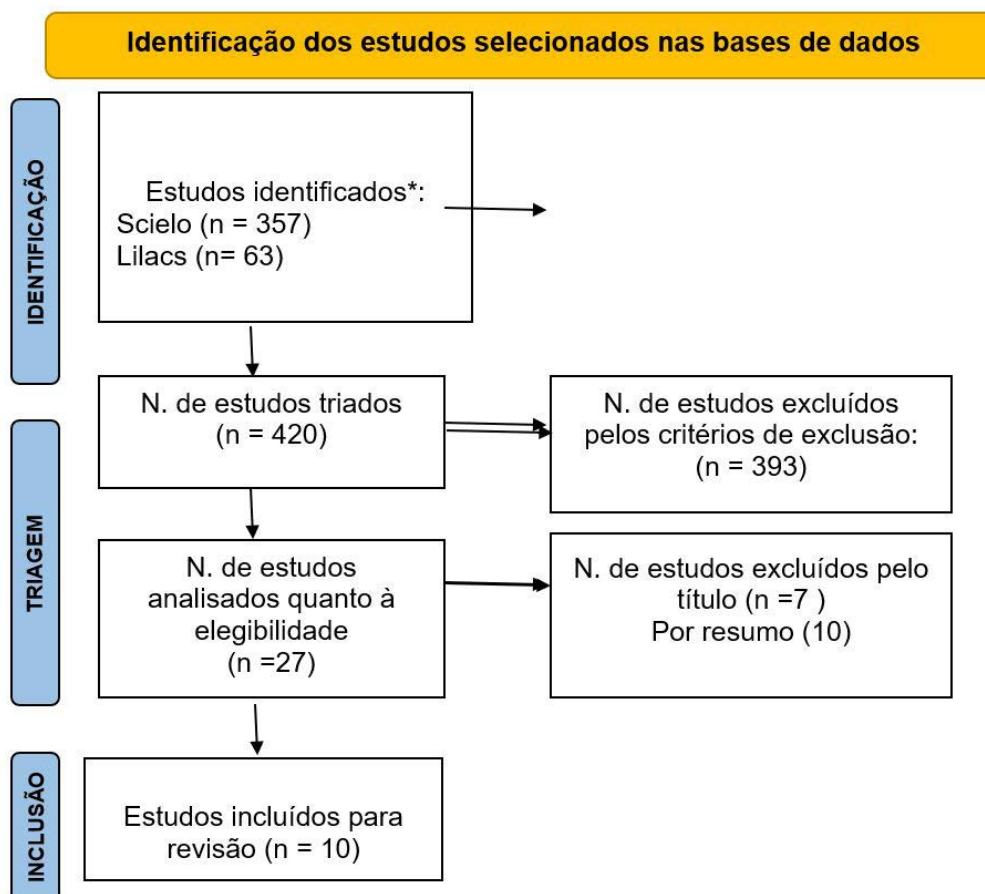 Identificação dos estudos selecionados nas bases de dados
IDENTIFICAÇÃO
Estudos identificados*:
Scielo (n = 357)
Lilacs (n= 63)
TRIAGEM
N. de estudos triados
(n = 420)
N. de estudos excluídos
pelos critérios de exclusão:
(n = 393)
N. de estudos
analisados quanto à
elegibilidade
(n =27)
N. de estudos excluídos pelo
título (n =7 )
Por resumo (10)
INCLUSÃO
Estudos incluídos para
revisão (n = 10)